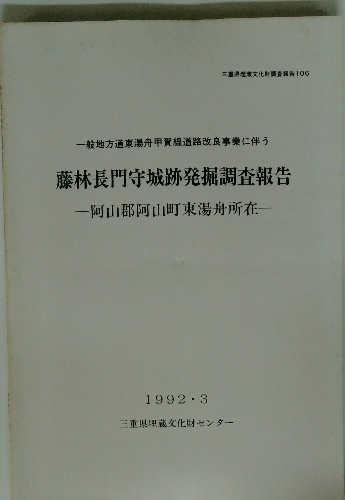 三重県埋蔵文化財調査報告106
一般地方道東湯舟甲賀線道路改良事業に伴う
藤林長門守城跡発掘調査報告
―阿山郡阿山町東湯舟所在―
1992・3
三重県埋蔵文化財センター